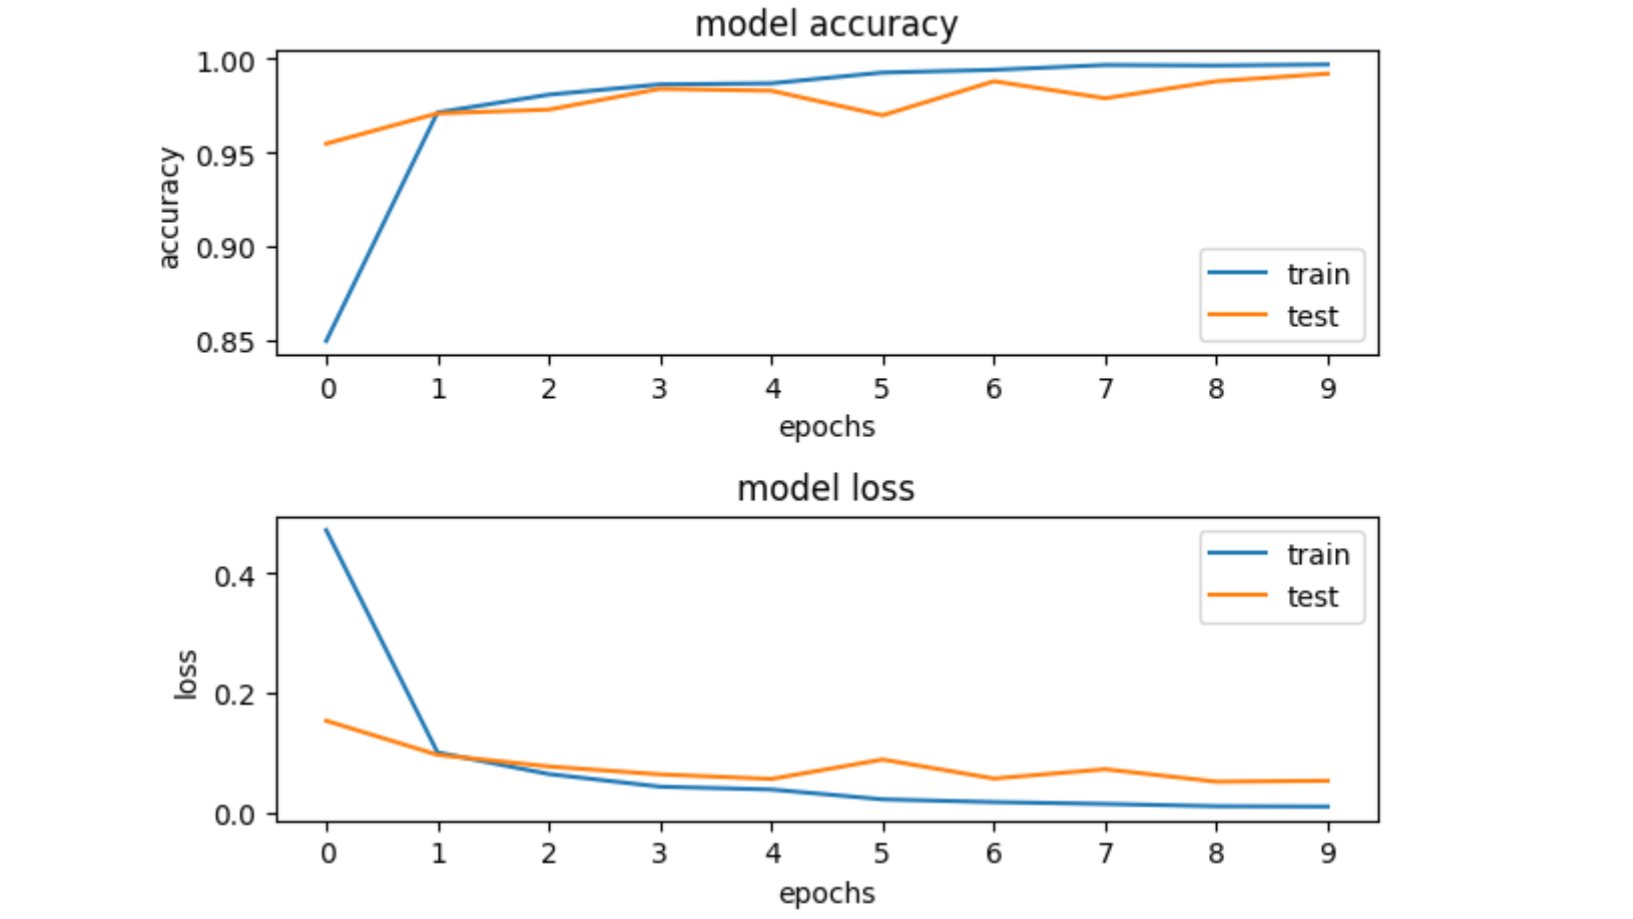 model accuracy
1.00
0.95
0.90
0.85
accuracy
train
test
0 1 2 3 4 5 6 7 8 9
epochs
model loss
0.4
0.2
0.0
loss
train
test
0 1 2 3 4 5 6 7 8 9
epochs